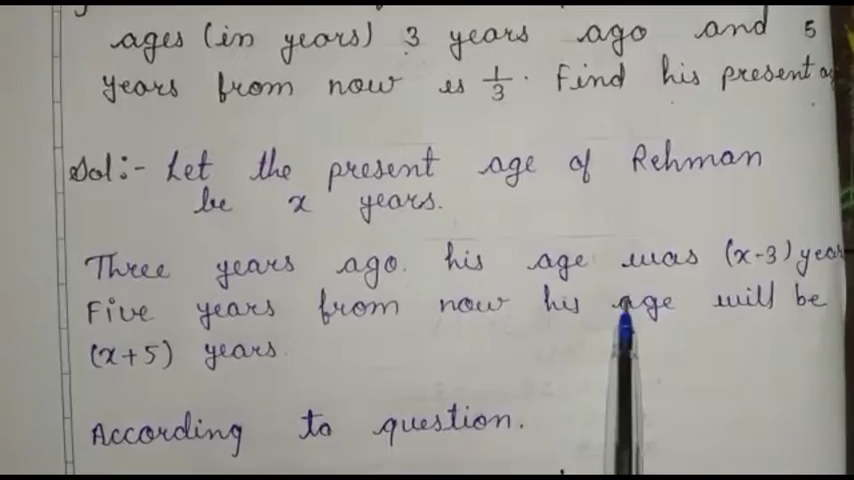 ages (in years) 3 years ago and 5
years from now is 1/3. Find his present
Sol:- Let the present age of Rehman
be x years.
Three years ago. his age was (x-3) years
Five years from now his age will be
(x+5) years.
According to question.